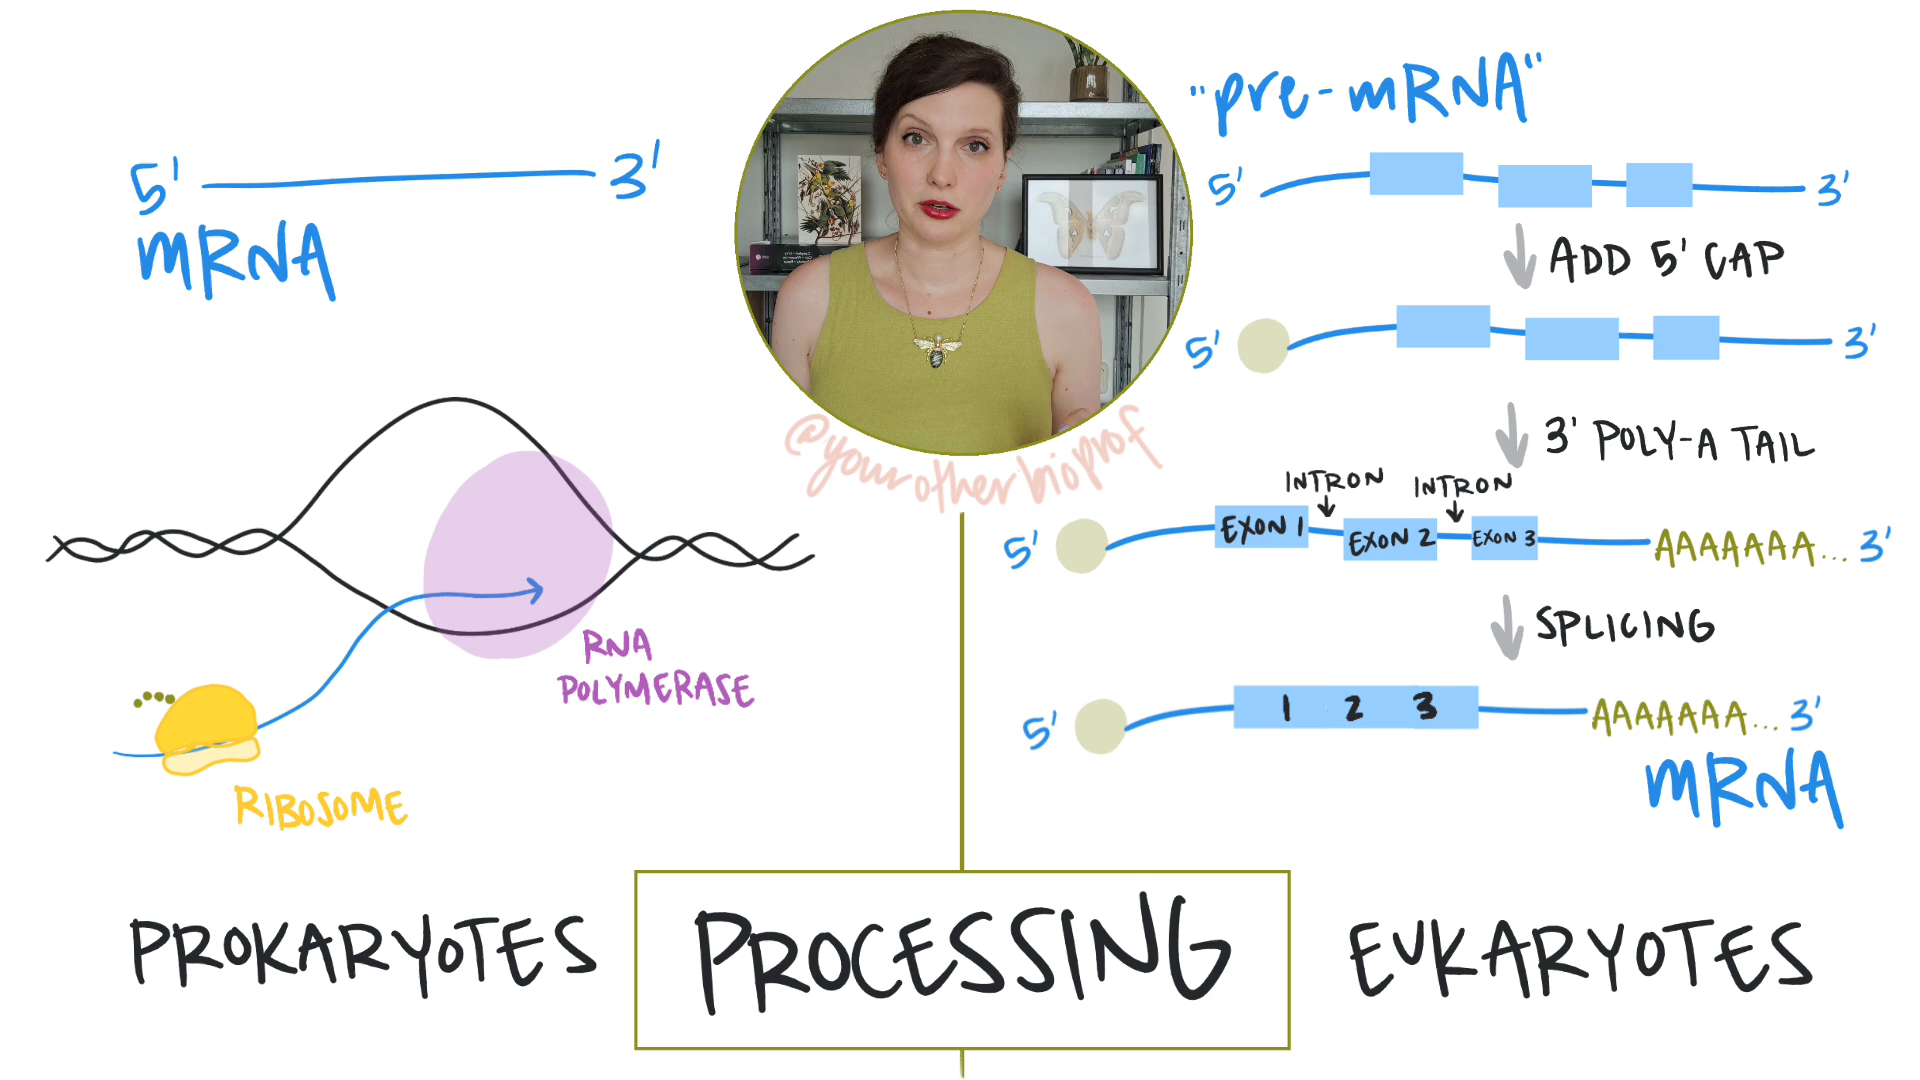 5' 3'
mRNA
RNA
POLYMERASE
RIBOSOME
PROKARYOTES
@yourotherbioprof
PROCESSING
"pre-mRNA"
5' 3'
ADD 5' CAP
5' 3'
3' POLY-A TAIL
INTRON INTRON
5' EXON 1 EXON 2 EXON 3 AAAAAAA... 3'
SPLICING
5' 1 2 3 AAAAAAA... 3'
mRNA
EUKARYOTES